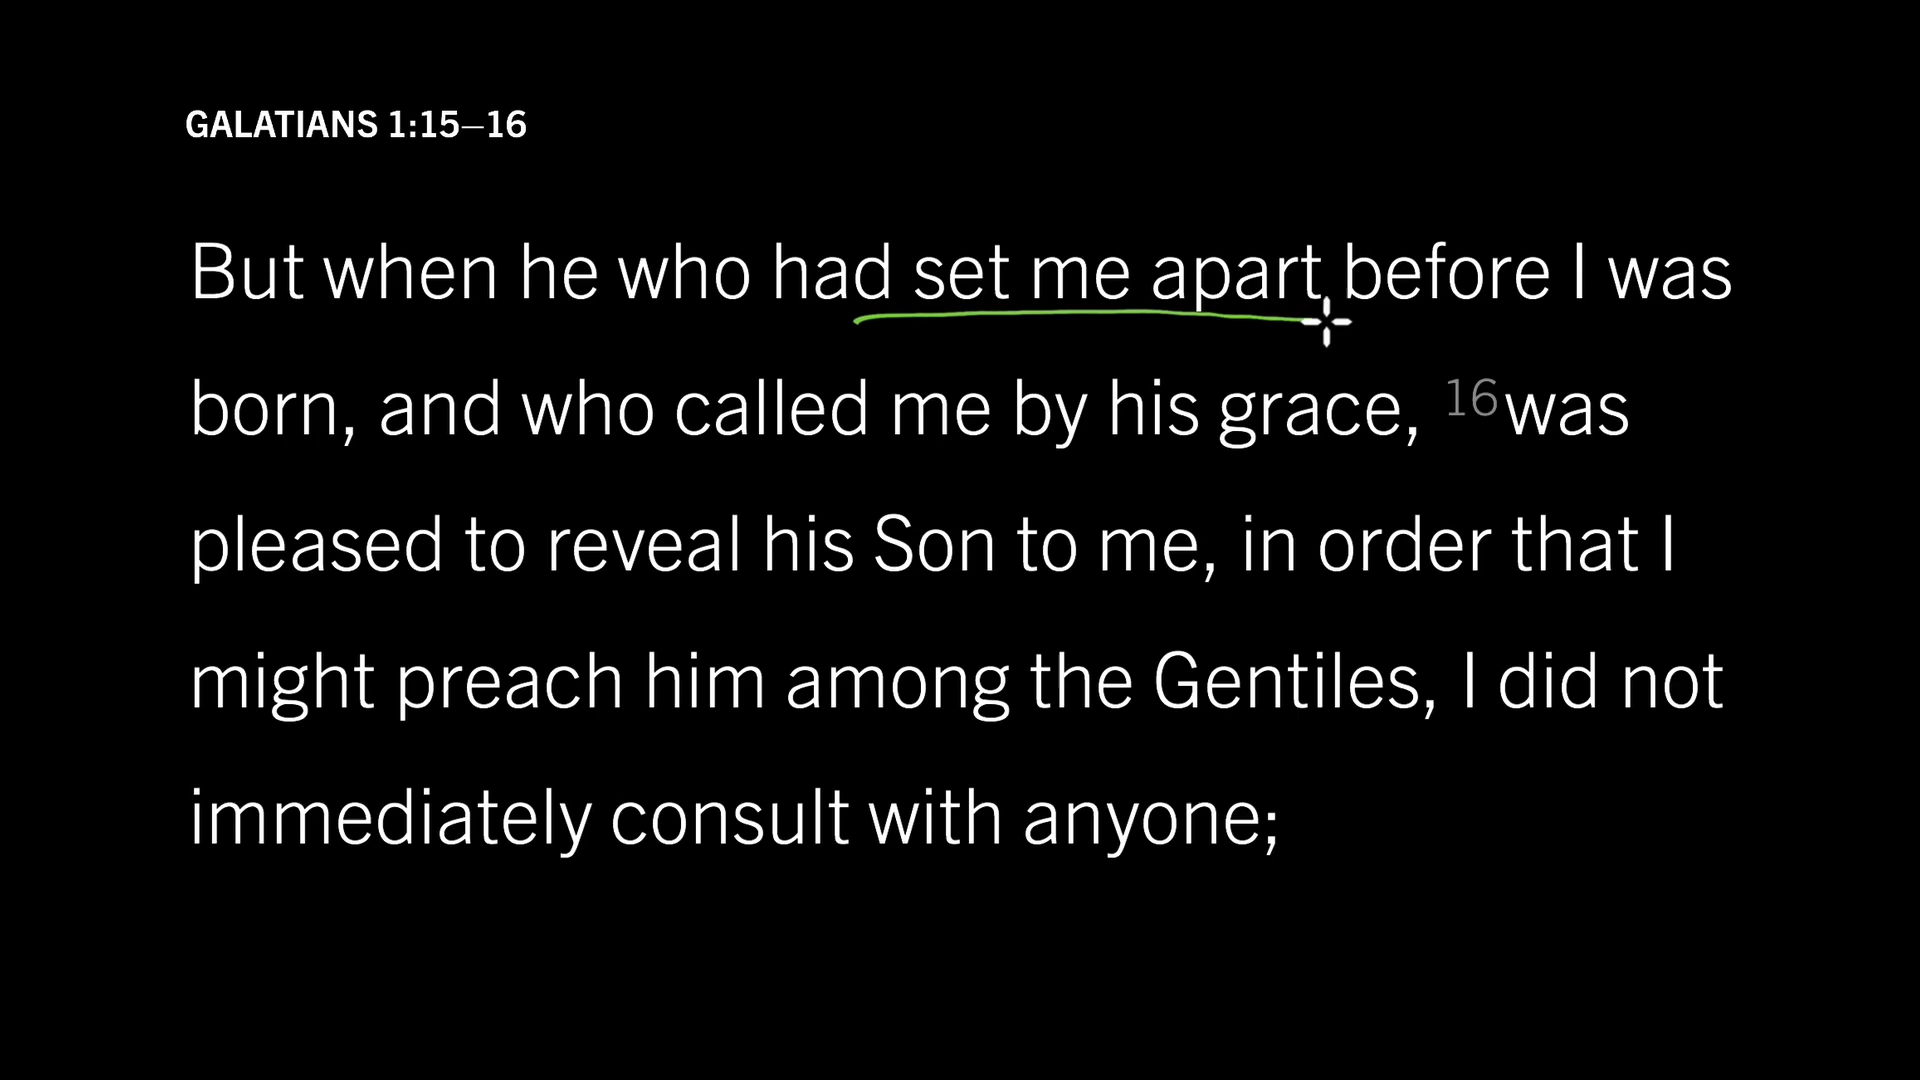 GALATIANS 1:15–16
But when he who had set me apart before I was
born, and who called me by his grace, 16 was
pleased to reveal his Son to me, in order that I
might preach him among the Gentiles, I did not
immediately consult with anyone;